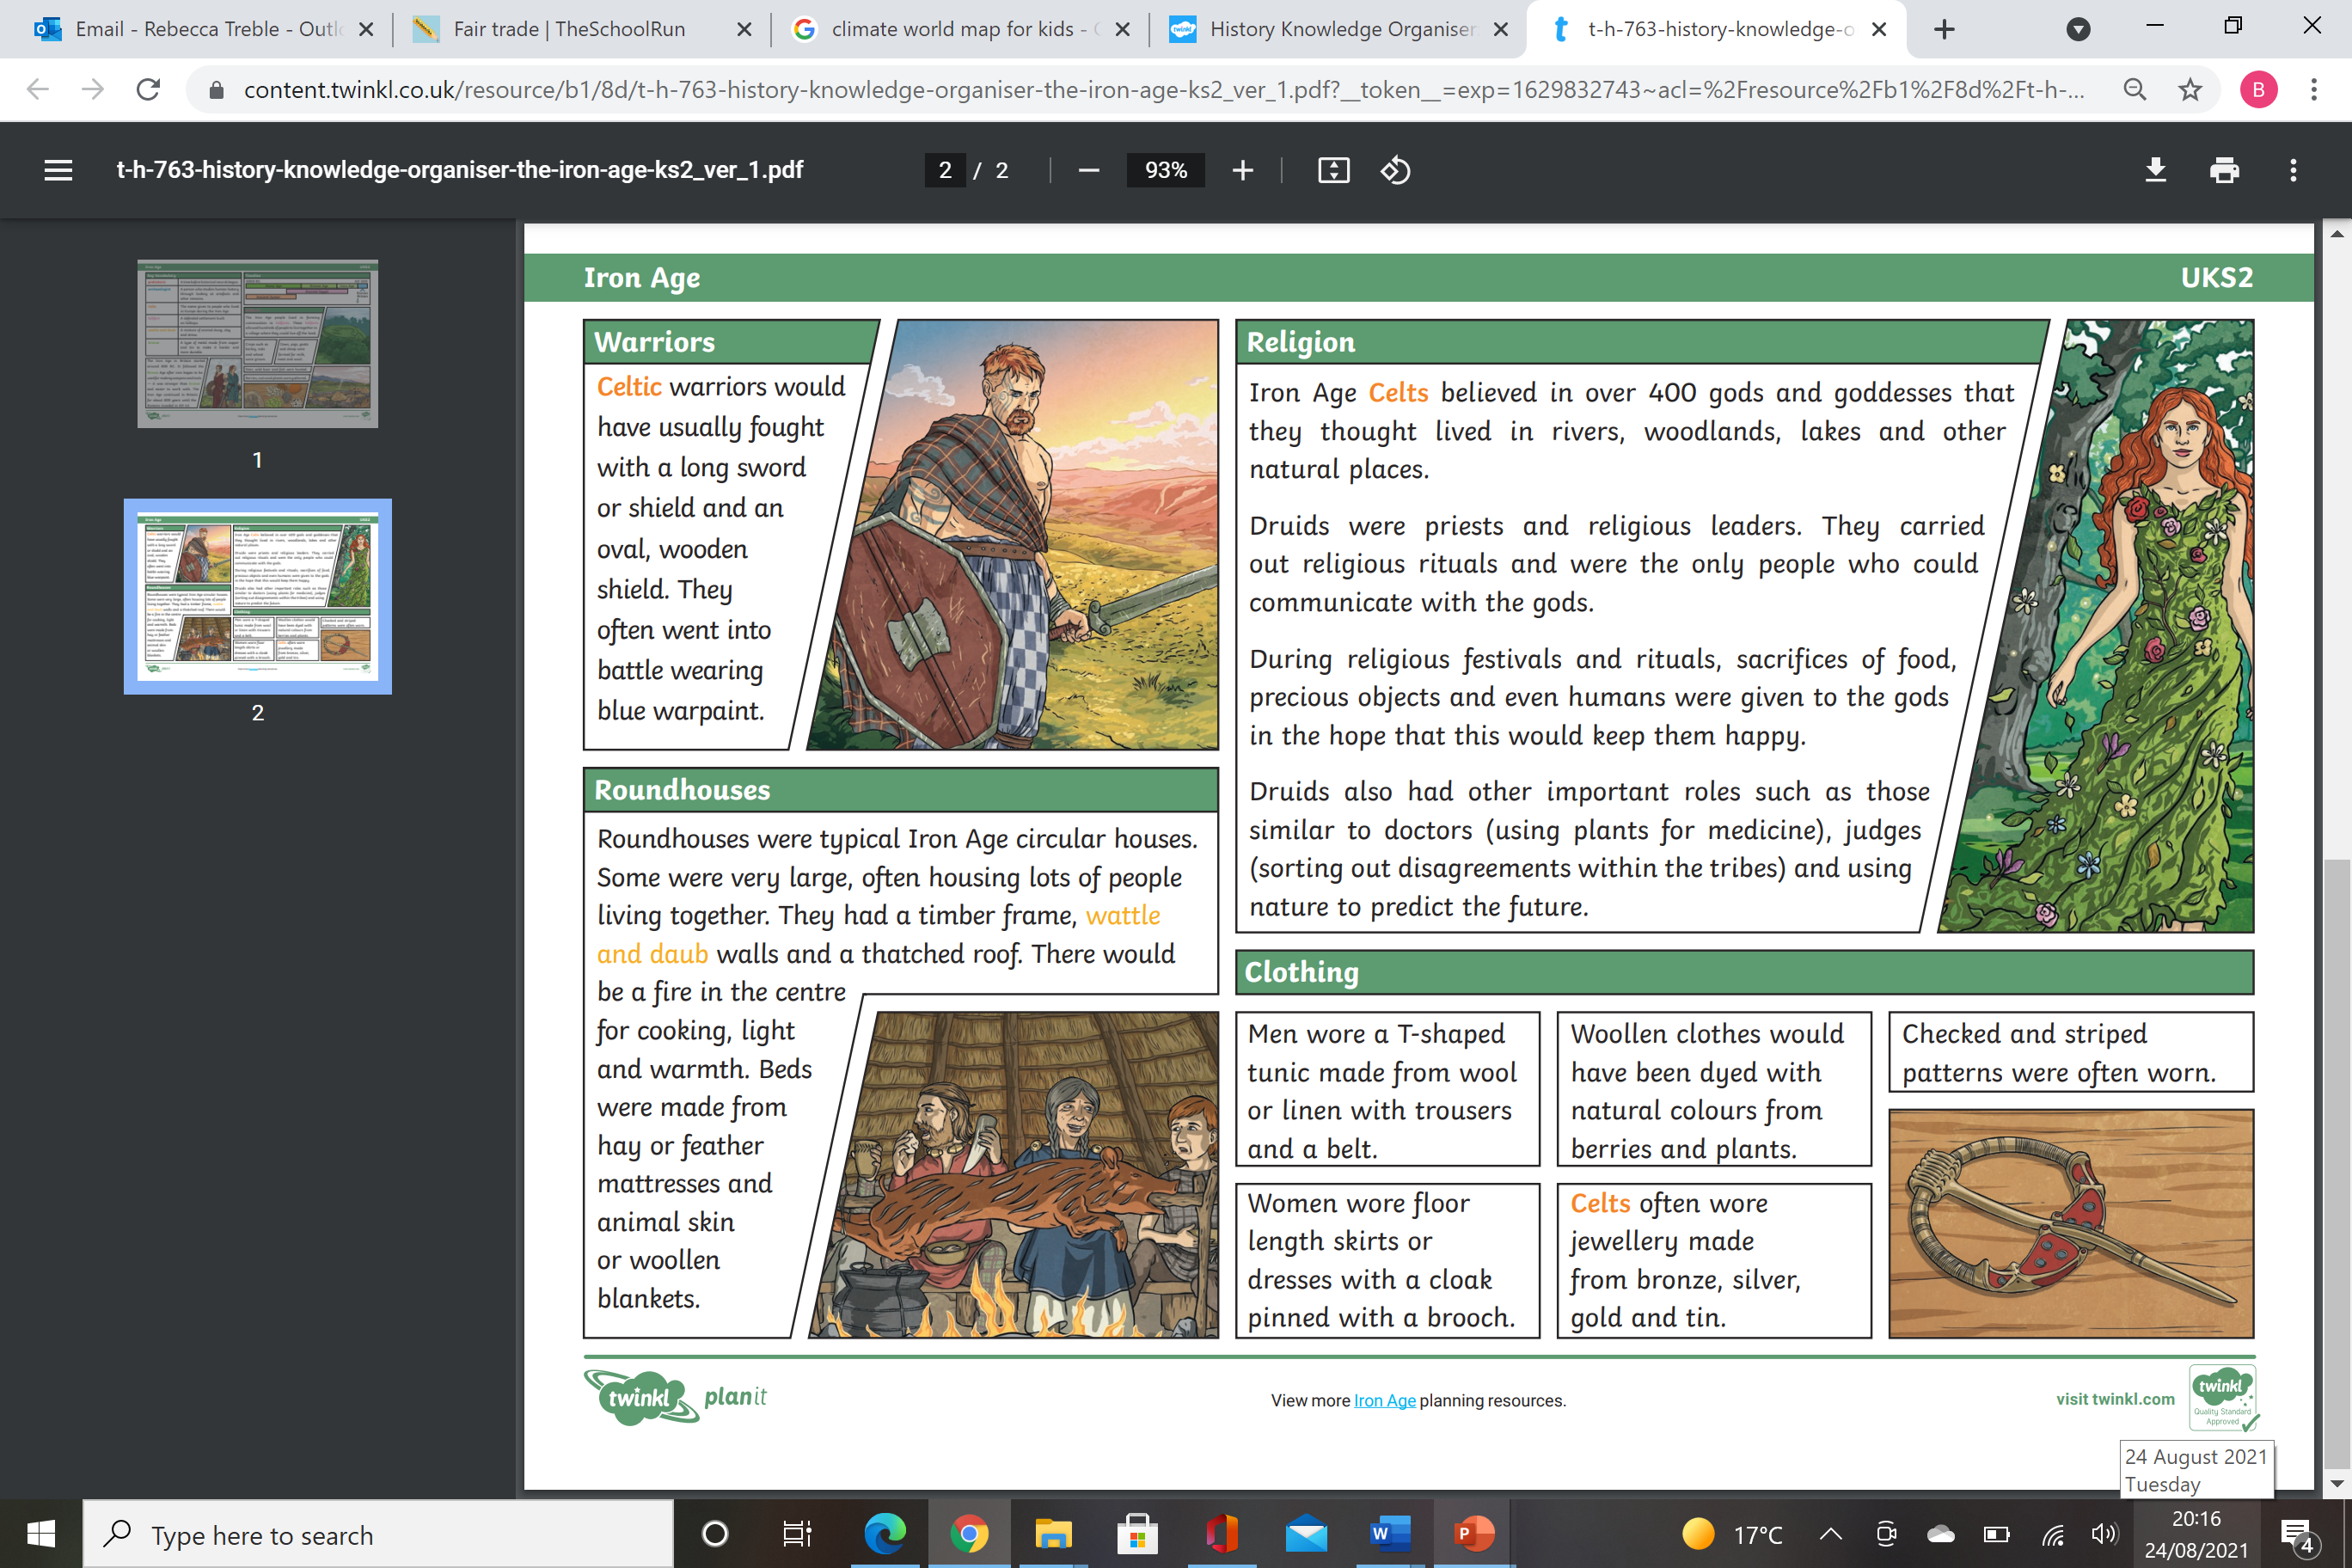 Email - Rebecca Treble - Outl
Fair trade | TheSchoolRun
climate world map for kids - G
History Knowledge Organiser
t-h-763-history-knowledge-o
content.twinkl.co.uk/resource/b1/8d/t-h-763-history-knowledge-organiser-the-iron-age-ks2_ver_1.pdf?__token__=exp=1629832743~acl=%2Fresource%2Fb1%2F8d%2Ft-h-...
B
t-h-763-history-knowledge-organiser-the-iron-age-ks2_ver_1.pdf
2 / 2
93%
1
2
Iron Age
UKS2
Warriors
Celtic warriors would
have usually fought
with a long sword
or shield and an
oval, wooden
shield. They
often went into
battle wearing
blue warpaint.
Roundhouses
Roundhouses were typical Iron Age circular houses.
Some were very large, often housing lots of people
living together. They had a timber frame, wattle
and daub walls and a thatched roof. There would
be a fire in the centre
for cooking, light
and warmth. Beds
were made from
hay or feather
mattresses and
animal skin
or woollen
blankets.
Religion
Iron Age Celts believed in over 400 gods and goddesses that
they thought lived in rivers, woodlands, lakes and other
natural places.
Druids were priests and religious leaders. They carried
out religious rituals and were the only people who could
communicate with the gods.
During religious festivals and rituals, sacrifices of food,
precious objects and even humans were given to the gods
in the hope that this would keep them happy.
Druids also had other important roles such as those
similar to doctors (using plants for medicine), judges
(sorting out disagreements within the tribes) and using
nature to predict the future.
Clothing
Men wore a T-shaped
tunic made from wool
or linen with trousers
and a belt.
Woollen clothes would
have been dyed with
natural colours from
berries and plants.
Checked and striped
patterns were often worn.
Women wore floor
length skirts or
dresses with a cloak
pinned with a brooch.
Celts often wore
jewellery made
from bronze, silver,
gold and tin.
twinkl planit
View more Iron Age planning resources.
visit twinkl.com
twinkl
Quality Standard
Approved
24 August 2021
Tuesday
Type here to search
17°C
20:16
24/08/2021
4